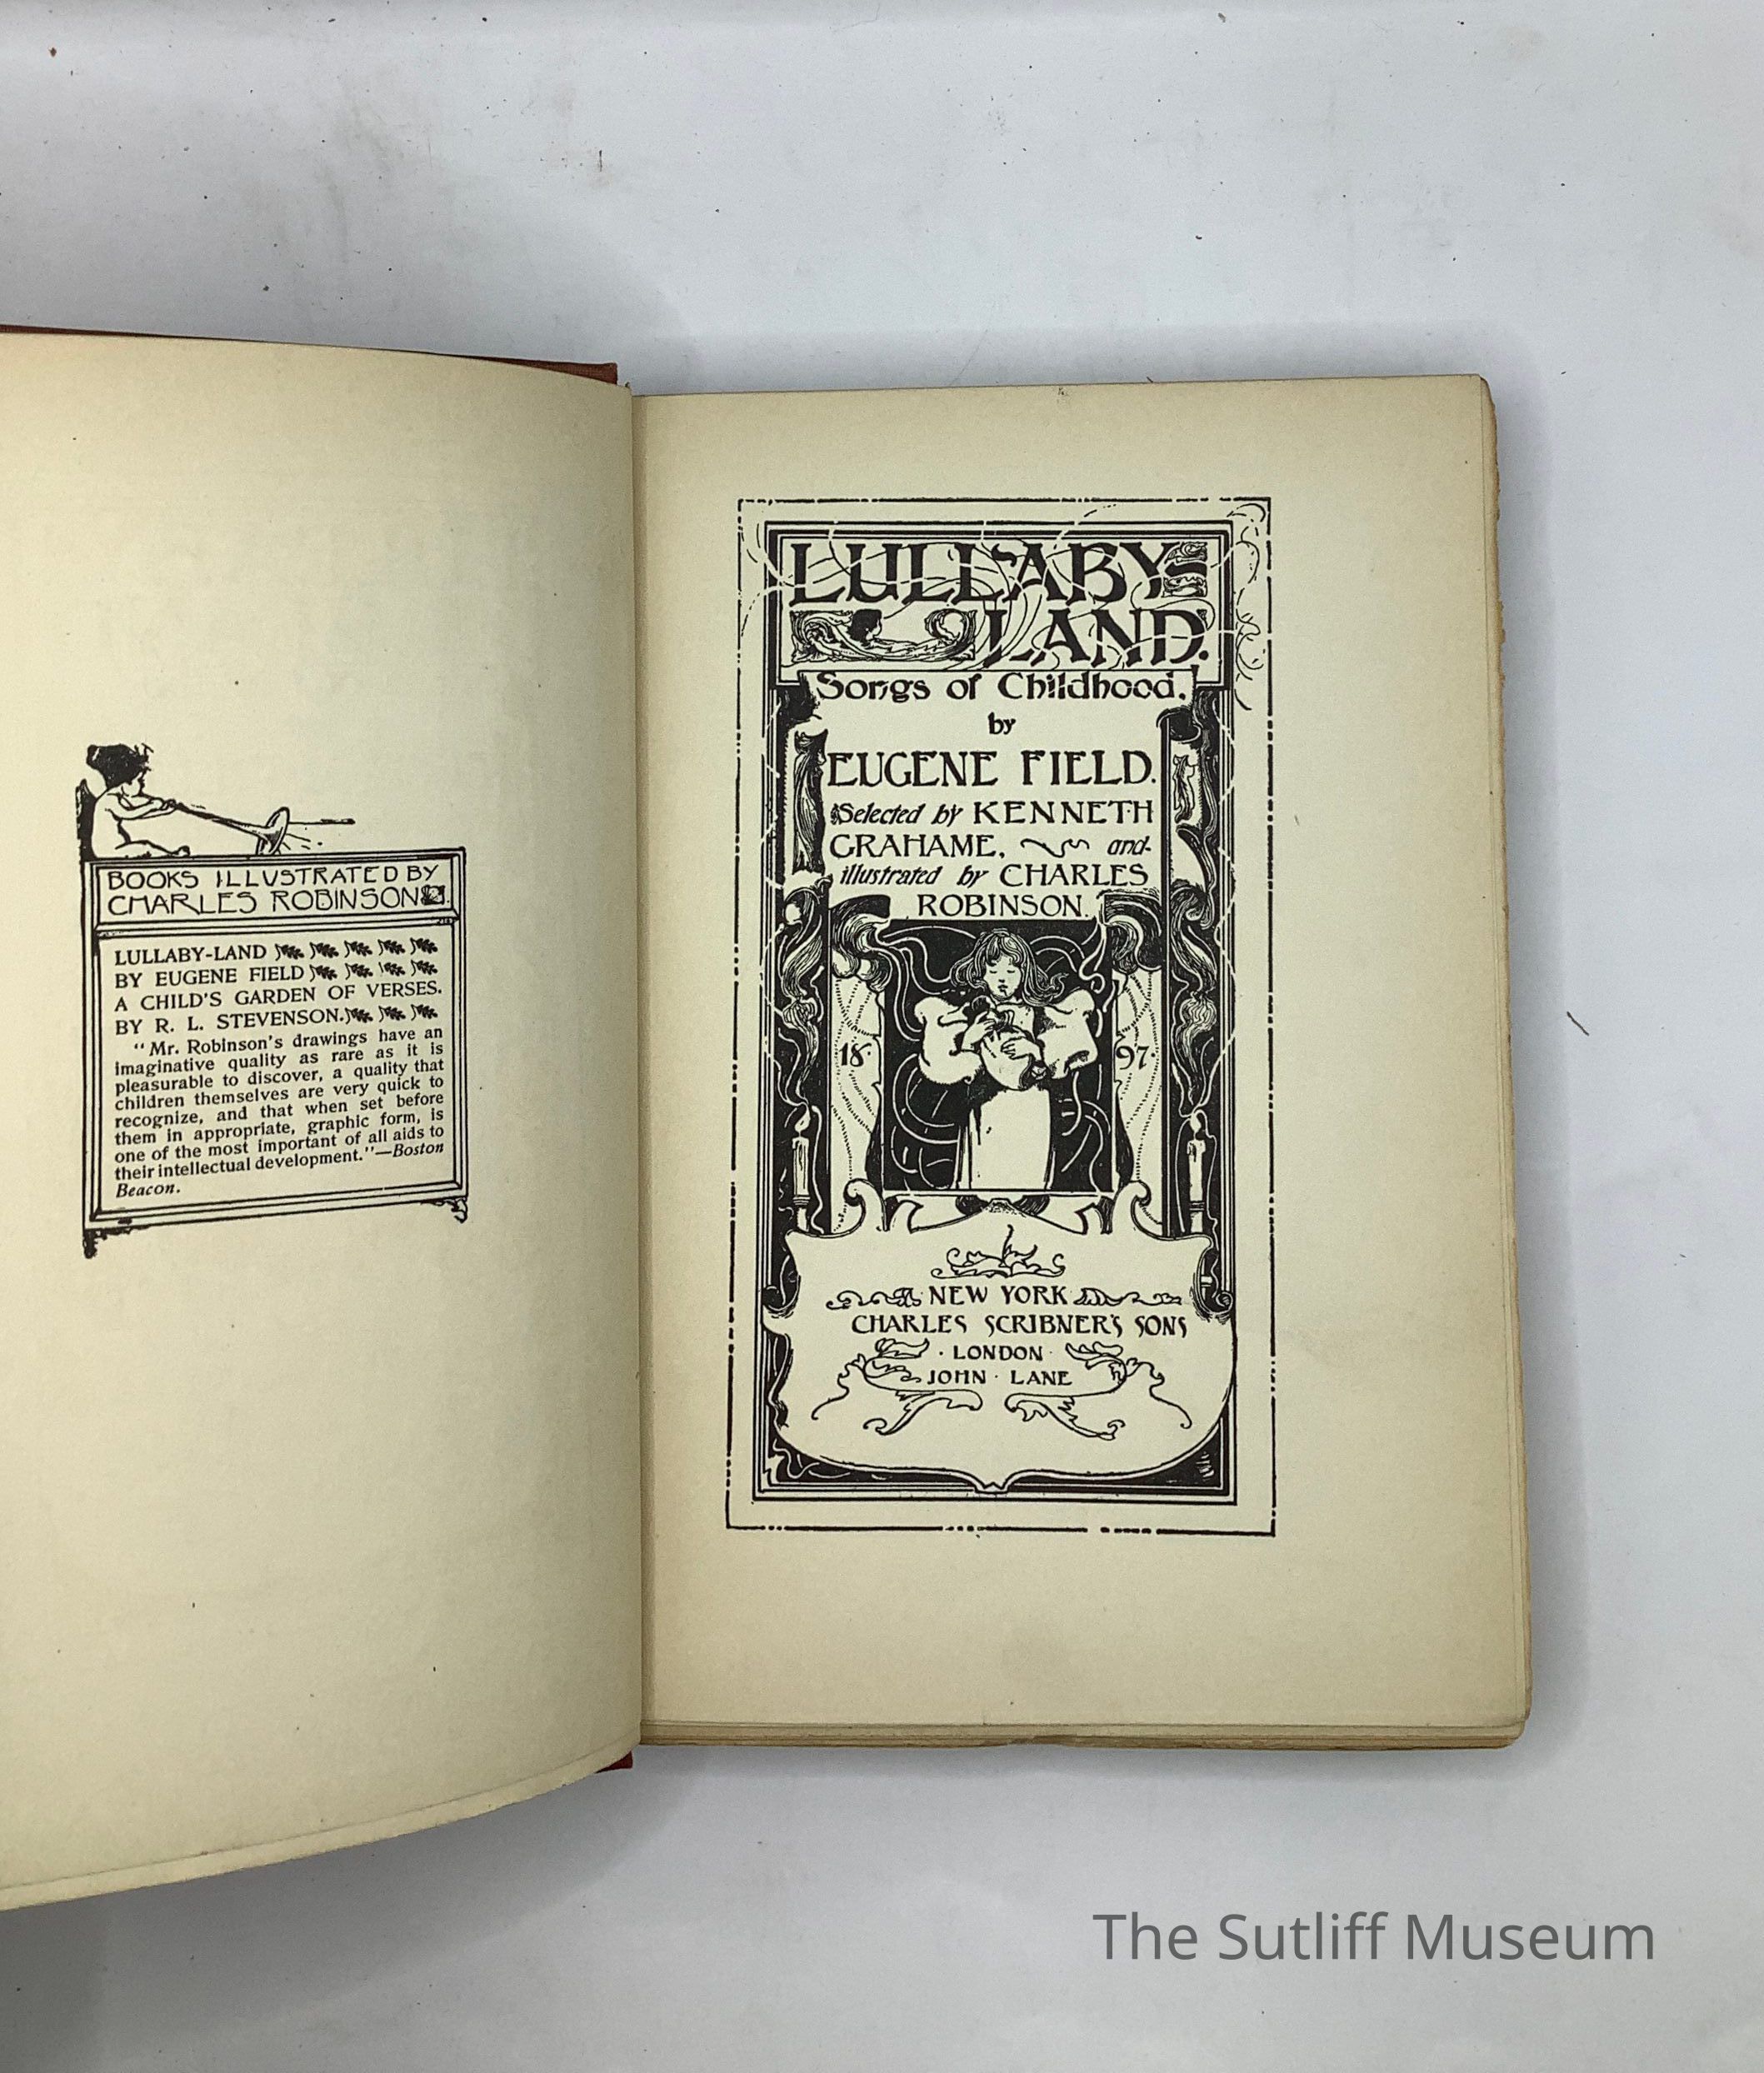 BOOKS ILLUSTRATED BY
CHARLES ROBINSON
LULLABY-LAND
BY EUGENE FIELD
A CHILD'S GARDEN OF VERSES.
BY R. L. STEVENSON.
"Mr. Robinson's drawings have an
imaginative quality as rare as it is
pleasurable to discover, a quality that
children themselves are very quick to
recognize, and that when set before
them in appropriate, graphic form, is
one of the most important of all aids to
their intellectual development."—Boston
Beacon.
LULLABY
LAND.
Songs of Childhood.
by
EUGENE FIELD.
Selected by KENNETH
GRAHAME, and
illustrated by CHARLES
ROBINSON.
18 97
NEW YORK
CHARLES SCRIBNER'S SONS
· LONDON ·
JOHN · LANE
The Sutliff Museum